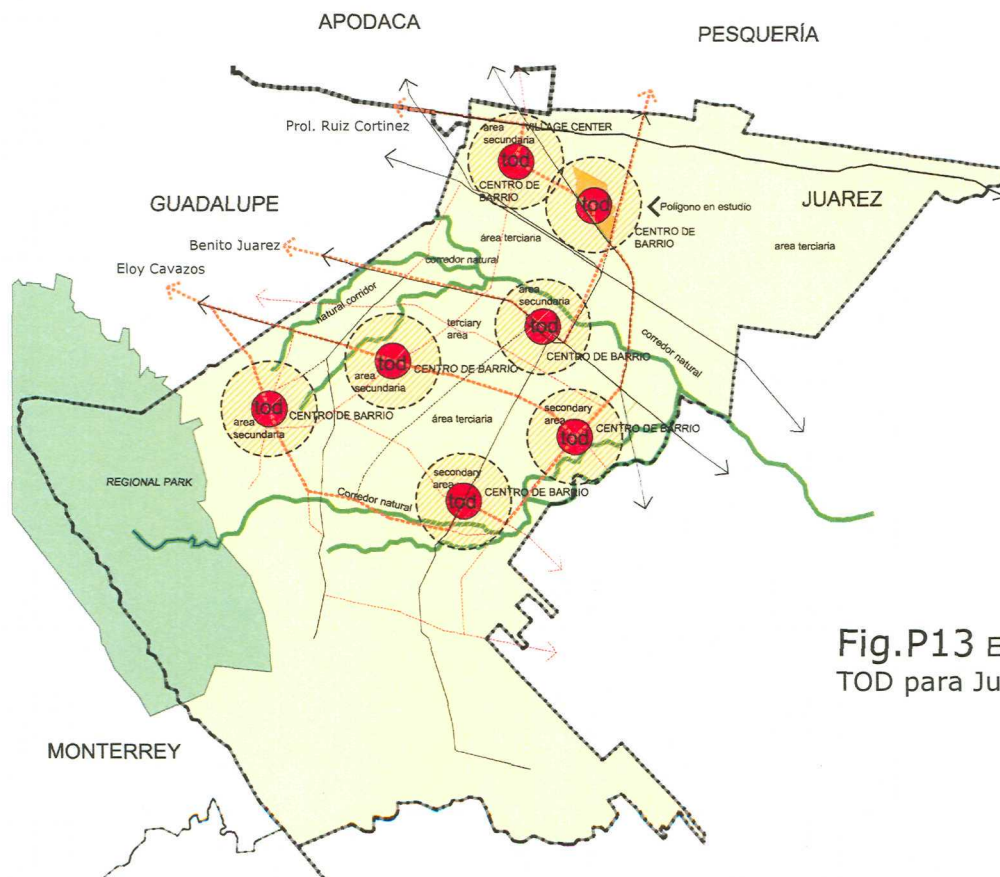 APODACA
PESQUERÍA
Prol. Ruiz Cortinez
area
secundaria
VILLAGE CENTER
tod
CENTRO DE
BARRIO
tod
Polígono en estudio
CENTRO DE
BARRIO
JUAREZ
area terciaria
GUADALUPE
Benito Juarez
Eloy Cavazos
área terciaria
corredor natural
natural corridor
area
secundaria
tod
CENTRO DE BARRIO
terciary
area
corredor natural
tod
CENTRO DE BARRIO
area
secundaria
tod
CENTRO DE BARRIO
area
secundaria
área terciaria
secondary
area
CENTRO DE BARRIO
tod
REGIONAL PARK
Corredor natural
secondary
area
CENTRO DE BARRIO
tod
Fig.P13
TOD para
MONTERREY